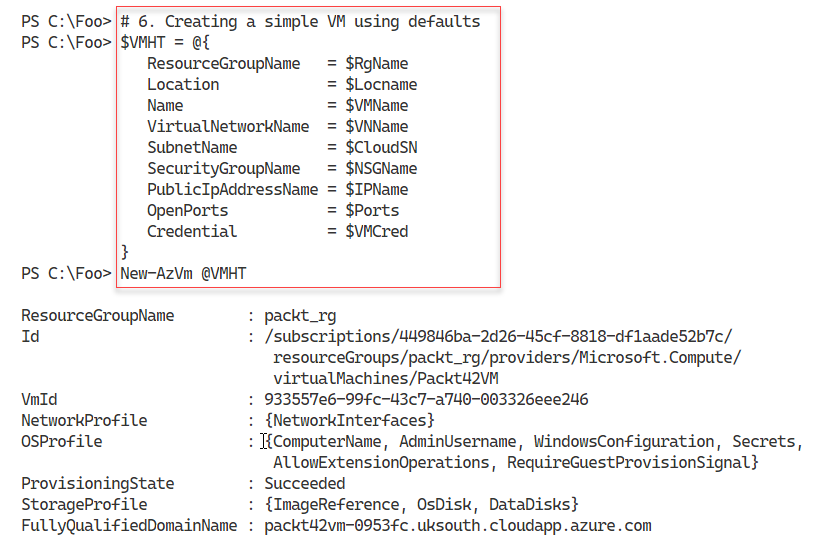 PS C:\Foo> # 6. Creating a simple VM using defaults
PS C:\Foo> $VMHT = @{
ResourceGroupName = $RgName
Location = $Locname
Name = $VMName
VirtualNetworkName = $VNName
SubnetName = $CloudSN
SecurityGroupName = $NSGName
PublicIpAddressName = $IPName
OpenPorts = $Ports
Credential = $VMCred
}
PS C:\Foo> New-AzVm @VMHT
ResourceGroupName : packt_rg
Id : /subscriptions/449846ba-2d26-45cf-8818-df1aade52b7c/
resourceGroups/packt_rg/providers/Microsoft.Compute/
virtualMachines/Packt42VM
VmId : 933557e6-99fc-43c7-a740-003326eee246
NetworkProfile : {NetworkInterfaces}
OSProfile : {ComputerName, AdminUsername, WindowsConfiguration, Secrets,
AllowExtensionOperations, RequireGuestProvisionSignal}
ProvisioningState : Succeeded
StorageProfile : {ImageReference, OsDisk, DataDisks}
FullyQualifiedDomainName : packt42vm-0953fc.uksouth.cloudapp.azure.com